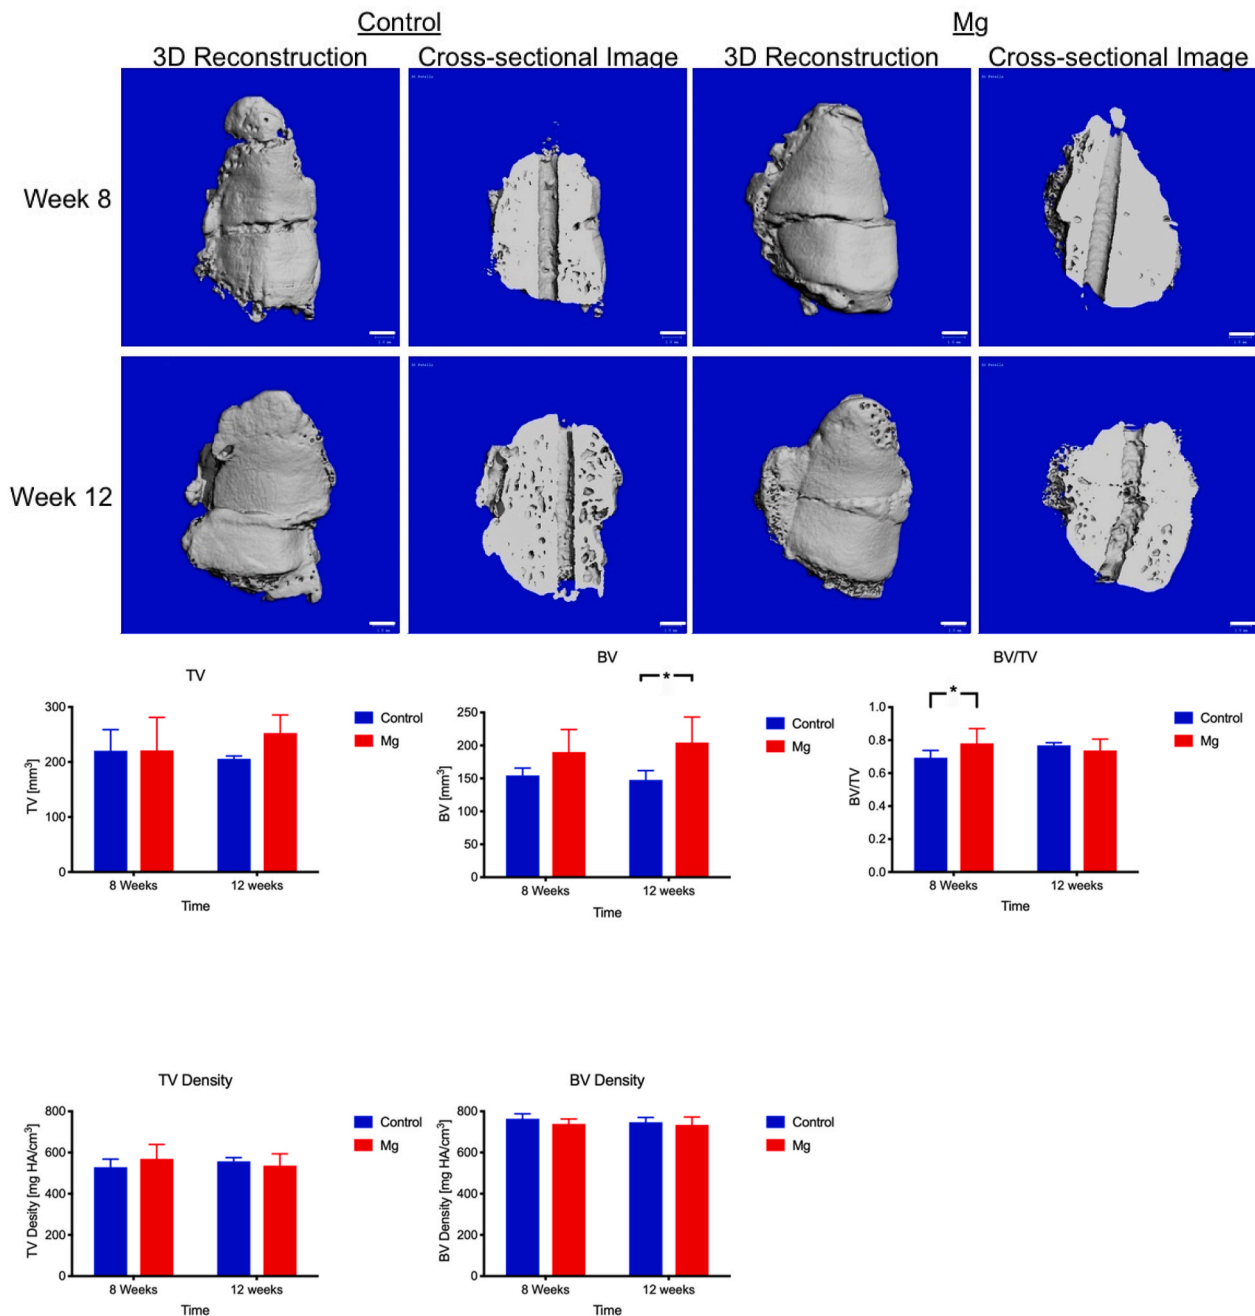 Control
Mg
3D Reconstruction
Cross-sectional Image
3D Reconstruction
Cross-sectional Image
Week 8
Week 12
TV
TV [mm³]
300
200
100
0
8 Weeks
12 weeks
Time
Control
Mg
BV
*
BV [mm³]
250
200
150
100
50
0
8 Weeks
12 weeks
Time
Control
Mg
BV/TV
*
BV/TV
1.0
0.8
0.6
0.4
0.2
0.0
8 Weeks
12 weeks
Time
Control
Mg
TV Density
TV Desity [mg HA/cm³]
800
600
400
200
0
8 Weeks
12 weeks
Time
Control
Mg
BV Density
BV Density [mg HA/cm³]
800
600
400
200
0
8 Weeks
12 weeks
Time
Control
Mg